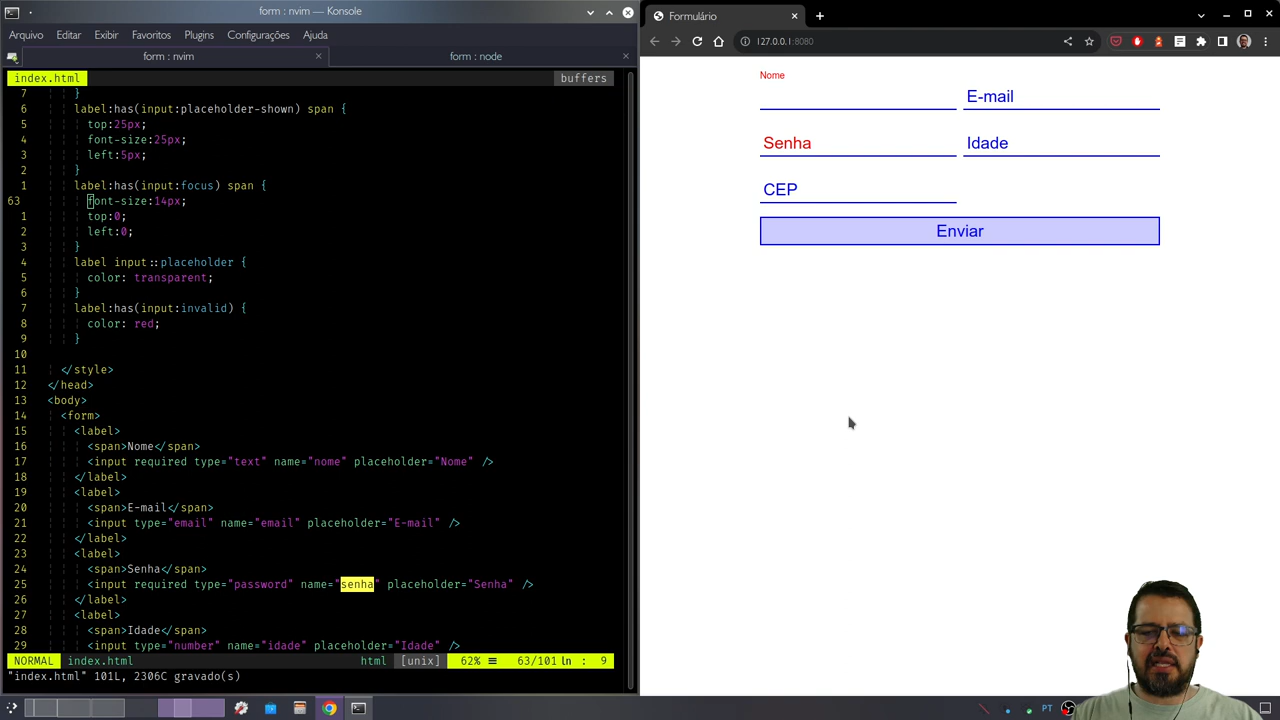 form : nvim — Konsole
Arquivo Editar Exibir Favoritos Plugins Configurações Ajuda
form : nvim
form : node
index.html
buffers
7 }
6 label:has(input:placeholder-shown) span {
5 top:25px;
4 font-size:25px;
3 left:5px;
2 }
1 label:has(input:focus) span {
63 font-size:14px;
1 top:0;
2 left:0;
3 }
4 label input::placeholder {
5 color: transparent;
6 }
7 label:has(input:invalid) {
8 color: red;
9 }
10
11 </style>
12 </head>
13 <body>
14 <form>
15 <label>
16 <span>Nome</span>
17 <input required type="text" name="nome" placeholder="Nome" />
18 </label>
19 <label>
20 <span>E-mail</span>
21 <input type="email" name="email" placeholder="E-mail" />
22 </label>
23 <label>
24 <span>Senha</span>
25 <input required type="password" name="senha" placeholder="Senha" />
26 </label>
27 <label>
28 <span>Idade</span>
29 <input type="number" name="idade" placeholder="Idade" />
NORMAL index.html html [unix] 62% 63/101 ln : 9
"index.html" 101L, 2306C gravado(s)
Formulário
127.0.0.1:8080
Nome
E-mail
Senha Idade
CEP
Enviar
PT